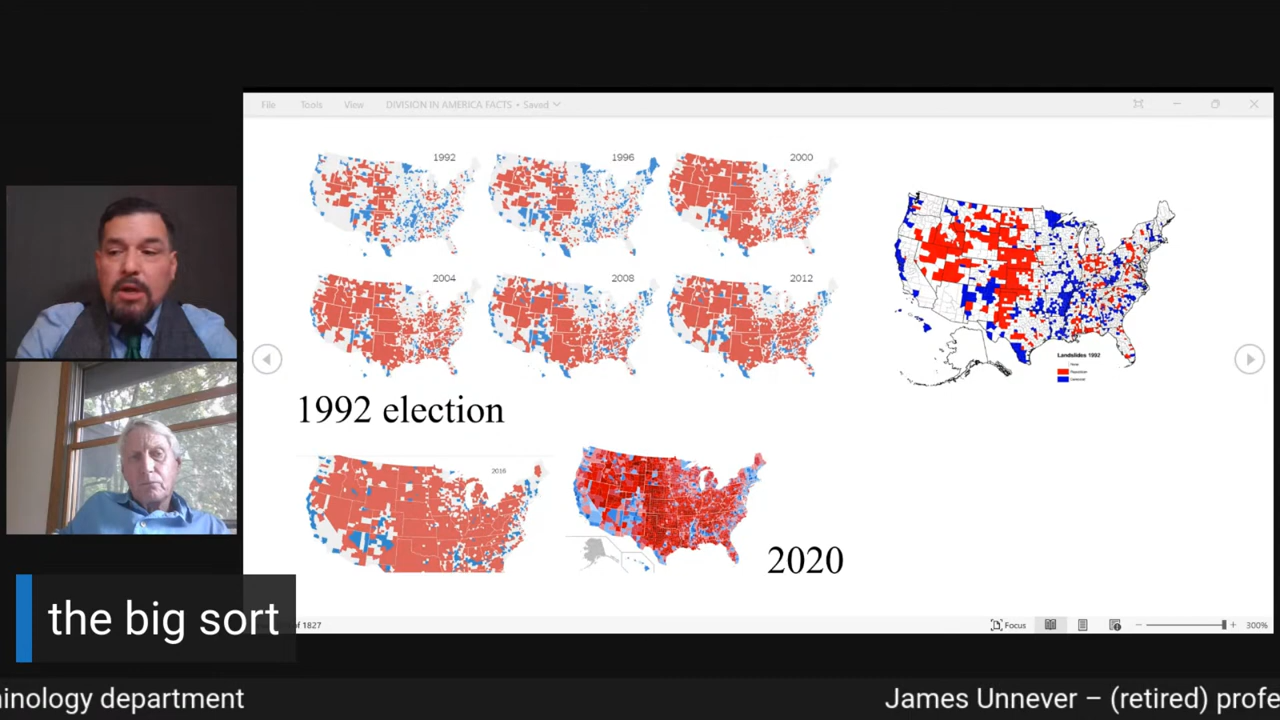 File Tools View DIVISION IN AMERICA FACTS • Saved
1992 1996 2000
2004 2008 2012
Landslides 1992
1992 election
2016
2020
the big sort
of 1827
Focus
300%
ninology department
James Unnever – (retired) profe